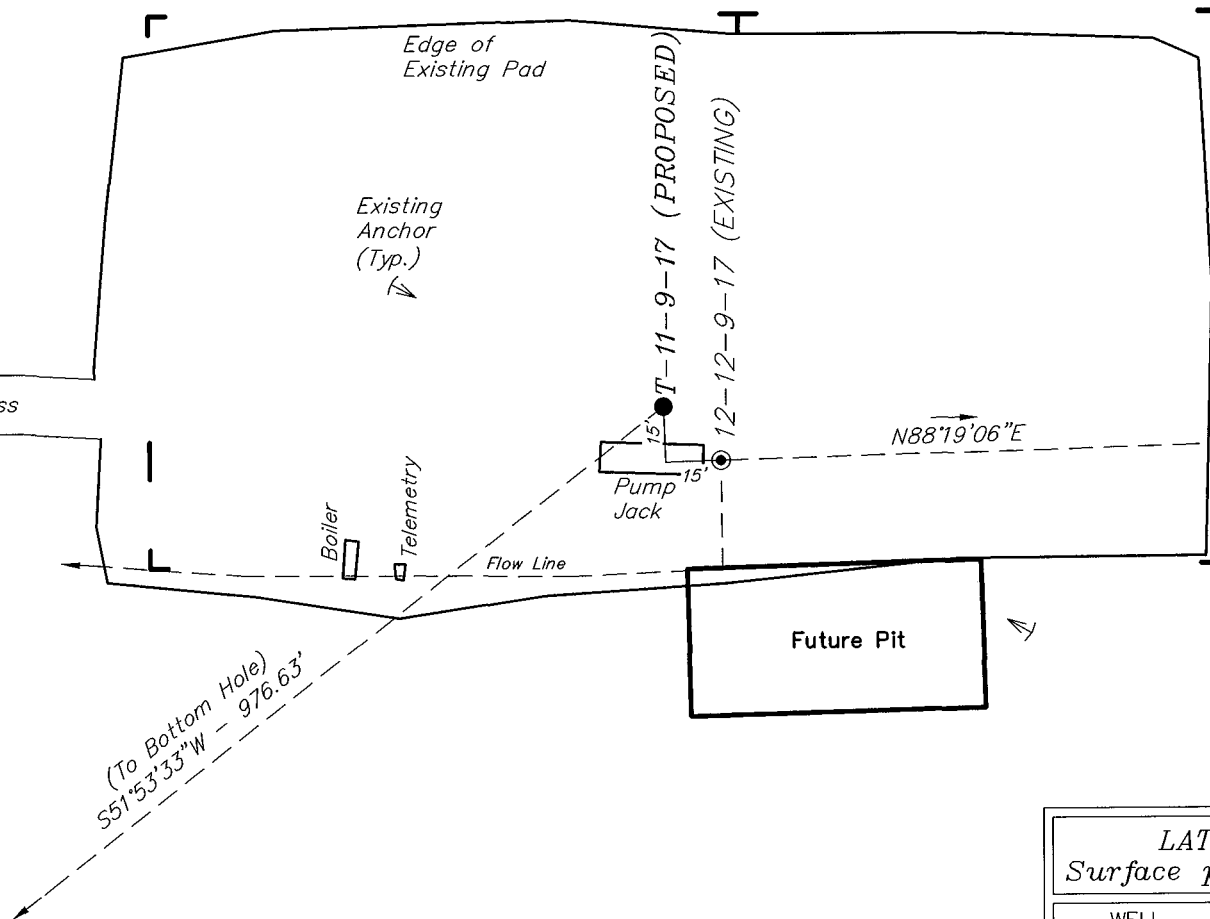 Edge of
Existing Pad
T-11-9-17 (PROPOSED)
12-12-9-17 (EXISTING)
Existing
Anchor
(Typ.)
ss
15'
15'
N88°19'06"E
Pump
Jack
Boiler
Telemetry
Flow Line
Future Pit
(To Bottom Hole)
S51°53'33"W - 976.63'
LAT
Surface
WELL